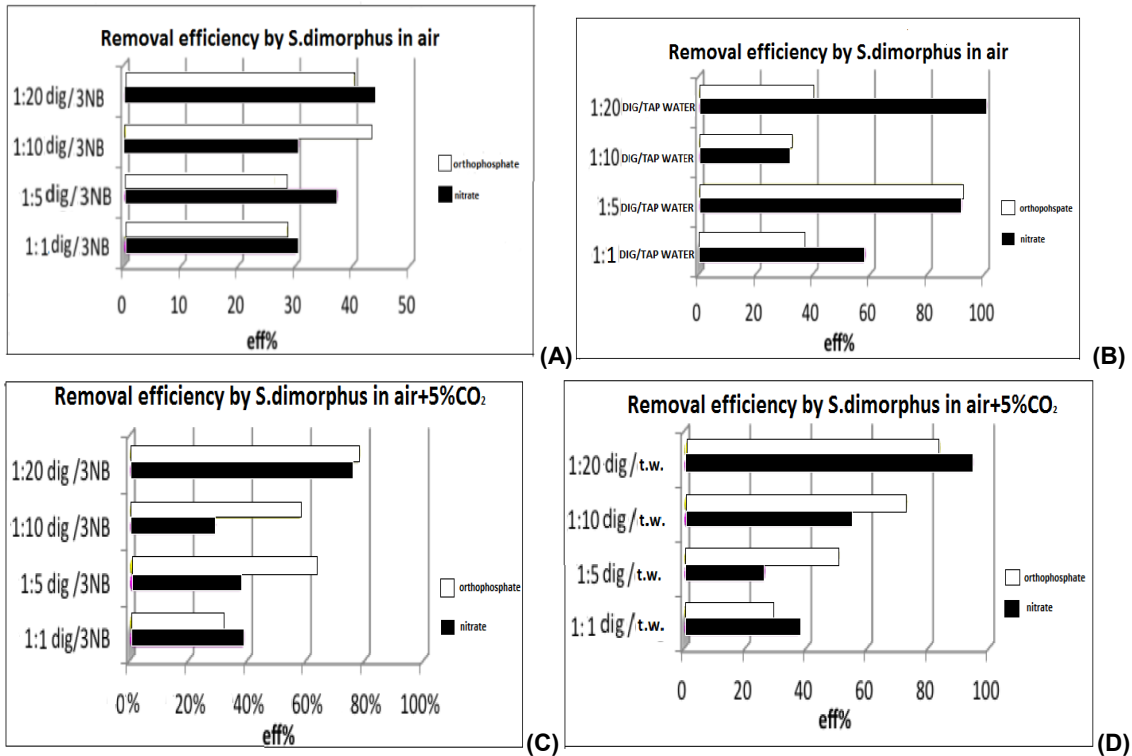 Removal efficiency by S.dimorphus in air
1:20 dig/3NB
1:10 dig/3NB
1:5 dig/3NB
1:1 dig/3NB
orthophosphate
nitrate
0 10 20 30 40 50
eff%
(A)
Removal efficiency by S.dimorphus in air
1:20 DIG/TAP WATER
1:10 DIG/TAP WATER
1:5 DIG/TAP WATER
1:1 DIG/TAP WATER
orthopohspate
nitrate
0 20 40 60 80 100
eff%
(B)
Removal efficiency by S.dimorphus in air+5%CO₂
1:20 dig /3NB
1:10 dig /3NB
1:5 dig /3NB
1:1 dig/3NB
orthophosphate
nitrate
0% 20% 40% 60% 80% 100%
eff%
(C)
Removal efficiency by S.dimorphus in air+5%CO₂
1:20 dig/t.w.
1:10 dig/t.w.
1:5 dig/t.w.
1:1 dig/t.w.
orthophosphate
nitrate
0 20 40 60 80 100
eff%
(D)